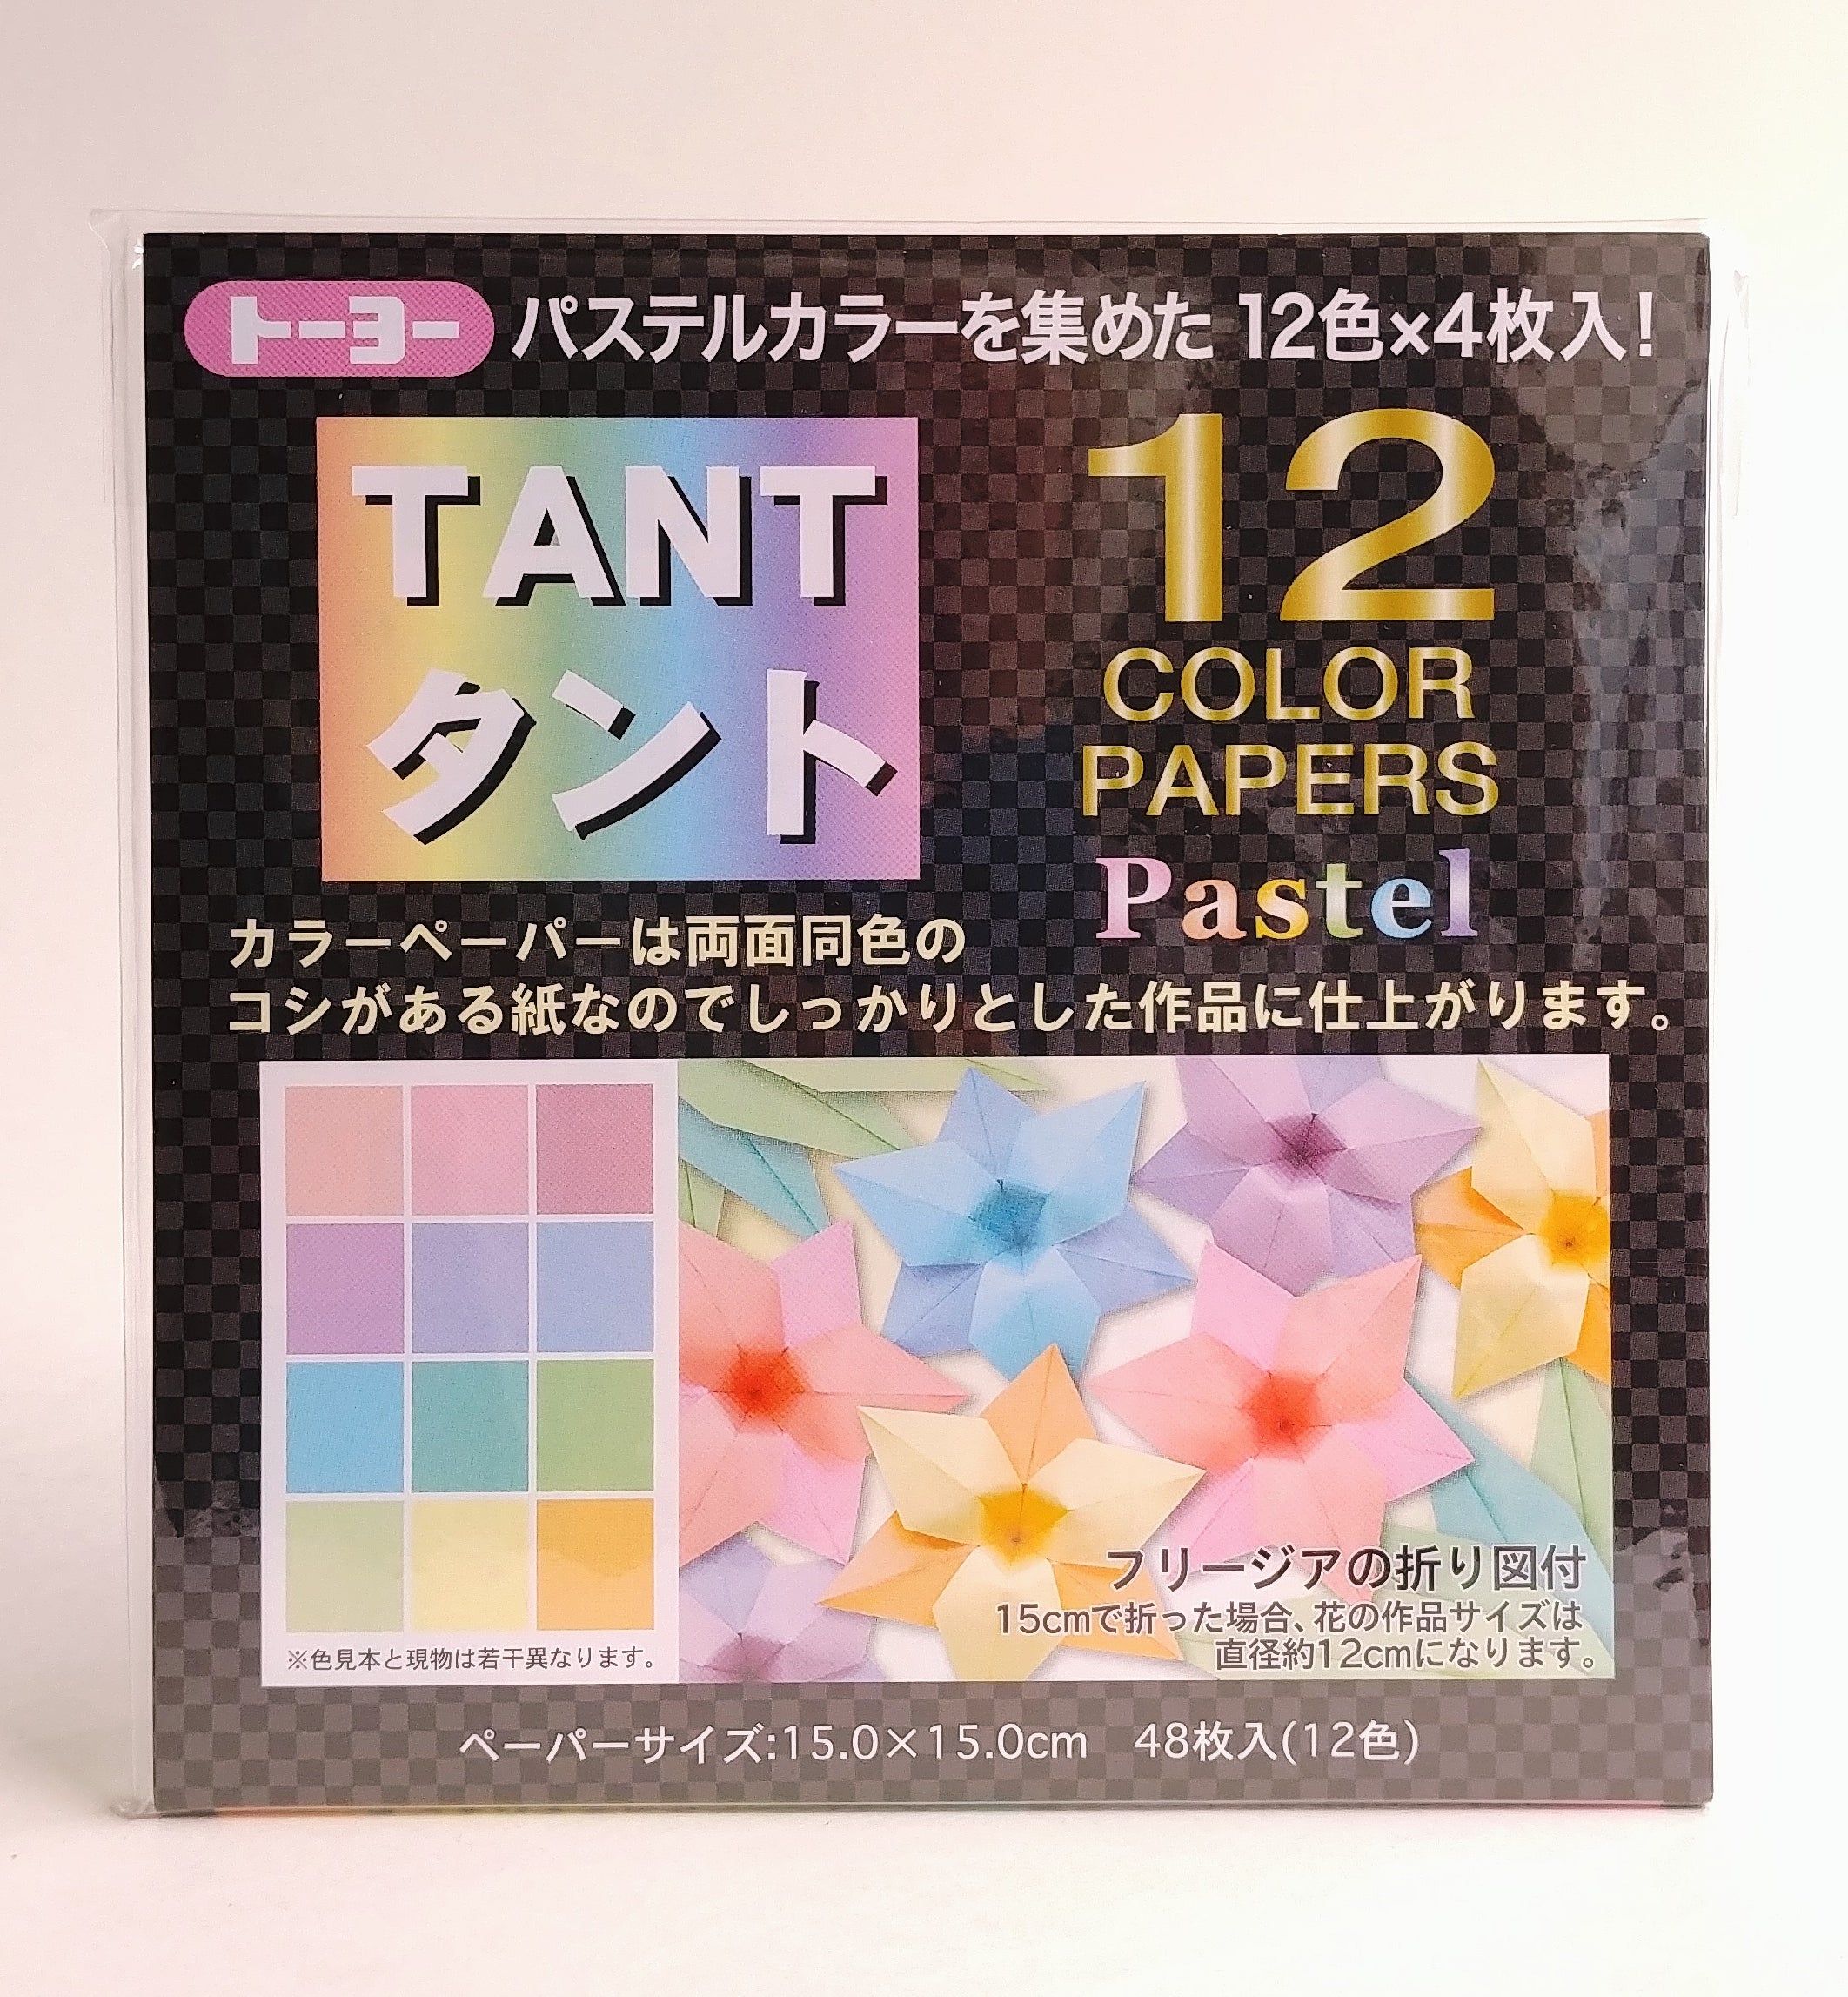 トーヨー パステルカラーを集めた 12色×4枚入!
TANT
タント
12
COLOR
PAPERS
Pastel
カラーペーパーは両面同色の
コシがある紙なのでしっかりとした作品に仕上がります。
フリージアの折り図付
15cmで折った場合、花の作品サイズは
直径約12cmになります。
※色見本と現物は若干異なります。
ペーパーサイズ:15.0×15.0cm 48枚入(12色)